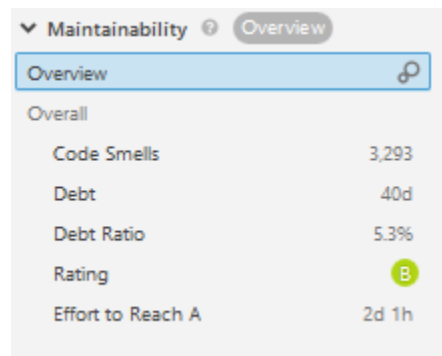 Maintainability ? Overview
Overview
Overall
Code Smells 3,293
Debt 40d
Debt Ratio 5.3%
Rating B
Effort to Reach A 2d 1h